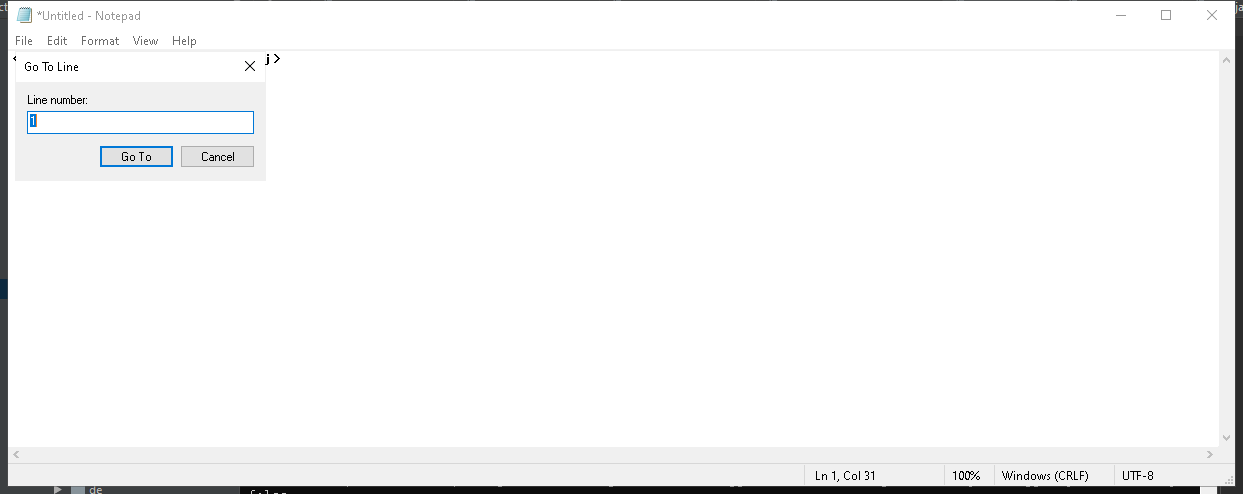 *Untitled - Notepad
File Edit Format View Help
j>
Go To Line
Line number:
1
Go To Cancel
Ln 1, Col 31 100% Windows (CRLF) UTF-8
de